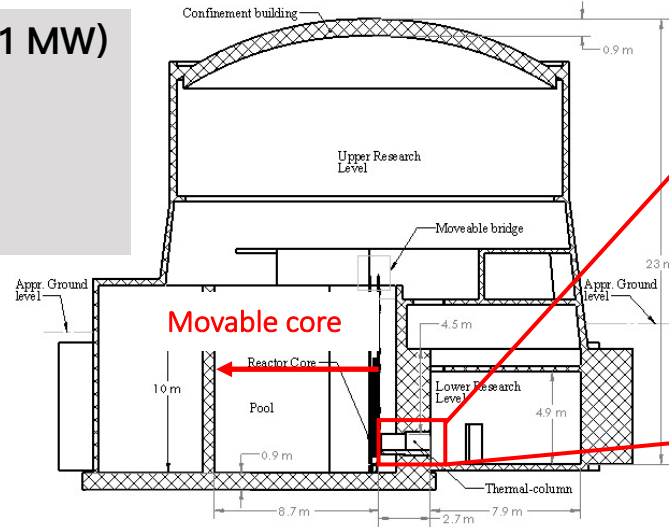 1 MW)
Confinement building
0.9 m
Upper Research
Level
Moveable bridge
23 m
Appr. Ground
level
Appr. Ground
level
Movable core
4.5 m
Reactor Core
Lower Research
Level
10 m
Pool
4.9 m
0.9 m
Thermal-column
8.7 m
2.7 m
7.9 m